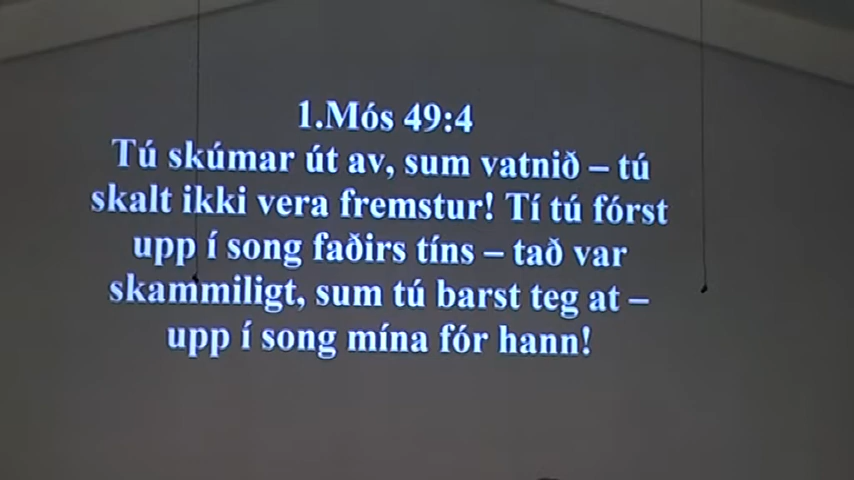 1.Mós 49:4
Tú skúmar út av, sum vatnið – tú
skalt ikki vera fremstur! Tí tú fórst
upp í song faðirs tíns – tað var
skammiligt, sum tú barst teg at –
upp í song mína fór hann!